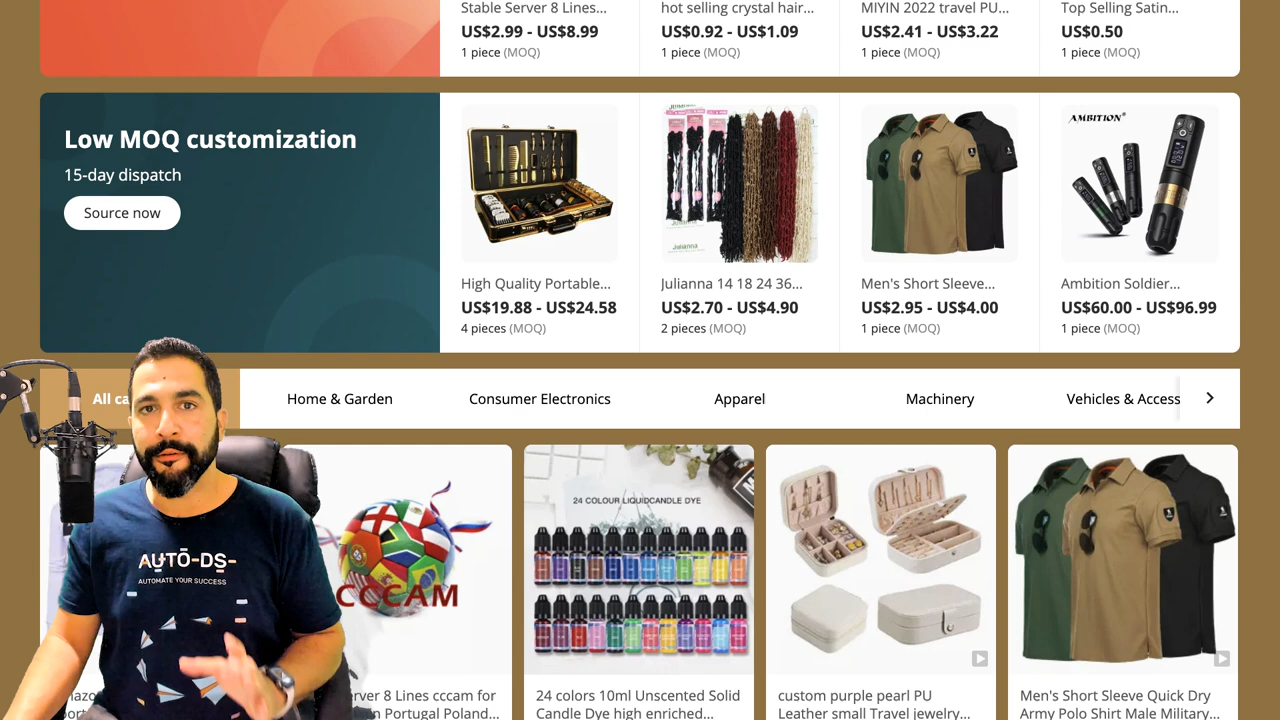 Stable Server 8 Lines...
hot selling crystal hair...
MIYIN 2022 travel PU...
Top Selling Satin...
US$2.99 - US$8.99
US$0.92 - US$1.09
US$2.41 - US$3.22
US$0.50
1 piece (MOQ)
1 piece (MOQ)
1 piece (MOQ)
1 piece (MOQ)
Low MOQ customization
15-day dispatch
Source now
AMBITION®
Julianna
High Quality Portable...
Julianna 14 18 24 36...
Men's Short Sleeve...
Ambition Soldier...
US$19.88 - US$24.58
US$2.70 - US$4.90
US$2.95 - US$4.00
US$60.00 - US$96.99
4 pieces (MOQ)
2 pieces (MOQ)
1 piece (MOQ)
1 piece (MOQ)
All ca
Home & Garden
Consumer Electronics
Apparel
Machinery
Vehicles & Access
24 COLOUR LIQUIDCANDLE DYE
AUTO-DS-
AUTOMATE YOUR SUCCESS
CCCAM
erver 8 Lines cccam for
n Portugal Poland...
24 colors 10ml Unscented Solid
Candle Dye high enriched...
custom purple pearl PU
Leather small Travel jewelry...
Men's Short Sleeve Quick Dry
Army Polo Shirt Male Military...